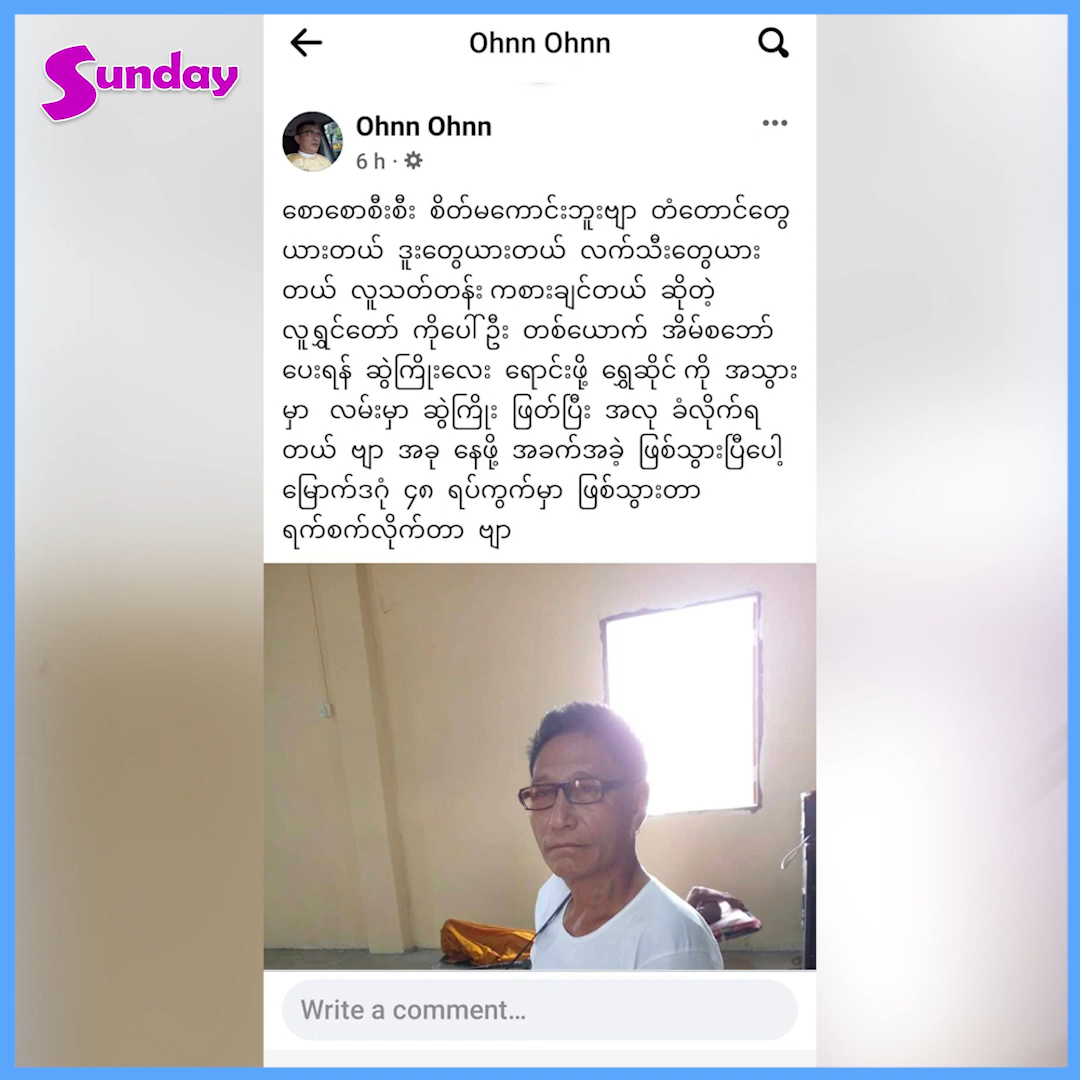 Sunday
Ohnn Ohnn
Ohnn Ohnn
6 h ·
စောစောစီးစီး စိတ်မကောင်းဘူးဗျာ တံတောင်တွေ
ယားတယ် ဒူးတွေယားတယ် လက်သီးတွေယား
တယ် လူသတ်တန်း ကစားချင်တယ် ဆိုတဲ့
လူရွှင်တော် ကိုပေါ်ဦး တစ်ယောက် အိမ်စဘော်
ပေးရန် ဆွဲကြိုးလေး ရောင်းဖို့ ရွှေဆိုင် ကို အသွား
မှာ လမ်းမှာ ဆွဲကြိုး ဖြတ်ပြီး အလု ခံလိုက်ရ
တယ် ဗျာ အခု နေဖို့ အခက်အခဲ ဖြစ်သွားပြီပေါ့
မြောက်ဒဂုံ ၄၈ ရပ်ကွက်မှာ ဖြစ်သွားတာ
ရက်စက်လိုက်တာ ဗျာ
Write a comment...